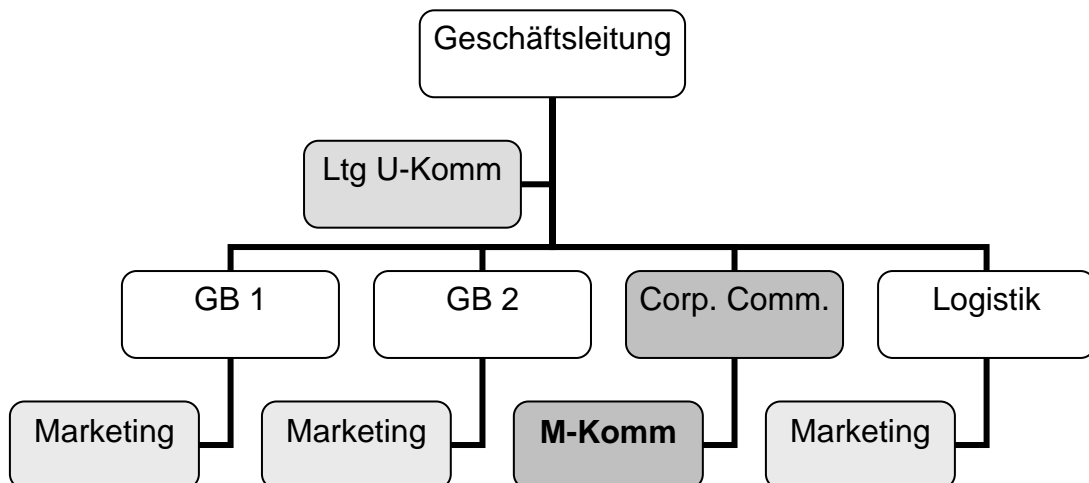 Geschäftsleitung
Ltg U-Komm
GB 1
GB 2
Corp. Comm.
Logistik
Marketing
Marketing
M-Komm
Marketing